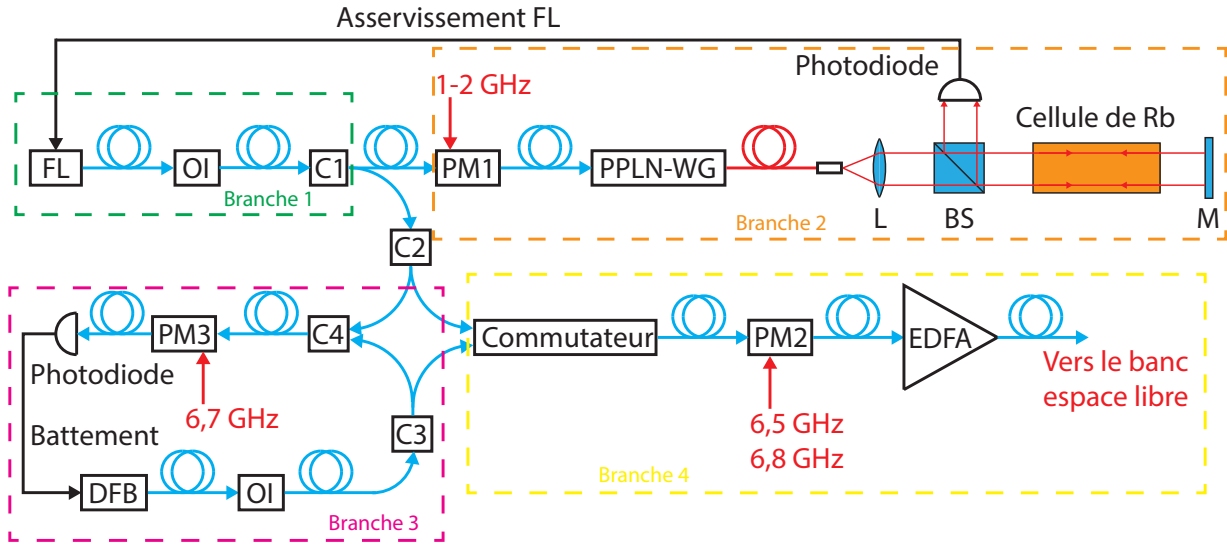 Asservissement FL
Photodiode
1-2 GHz
Cellule de Rb
FL
OI
C1
PM1
PPLN-WG
L
BS
M
Branche 1
Branche 2
C2
PM3
C4
Commutateur
PM2
EDFA
Photodiode
6,7 GHz
Vers le banc
espace libre
Battement
C3
6,5 GHz
6,8 GHz
DFB
OI
Branche 3
Branche 4